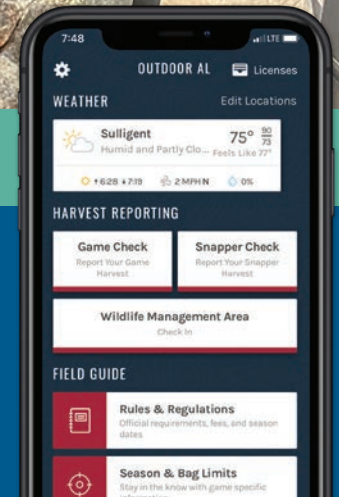 7:48
LTE
OUTDOOR AL
Licenses
WEATHER
Edit Locations
Sulligent
75°
90
73
Humid and Partly Clo...
Feels Like 77°
↑6:28 ↓7:19
2 MPH N
0%
HARVEST REPORTING
Game Check
Report Your Game
Harvest
Snapper Check
Report Your Snapper
Harvest
Wildlife Management Area
Check In
FIELD GUIDE
Rules & Regulations
Official requirements, fees, and season
dates
Season & Bag Limits
Stay in the know with game specific
information